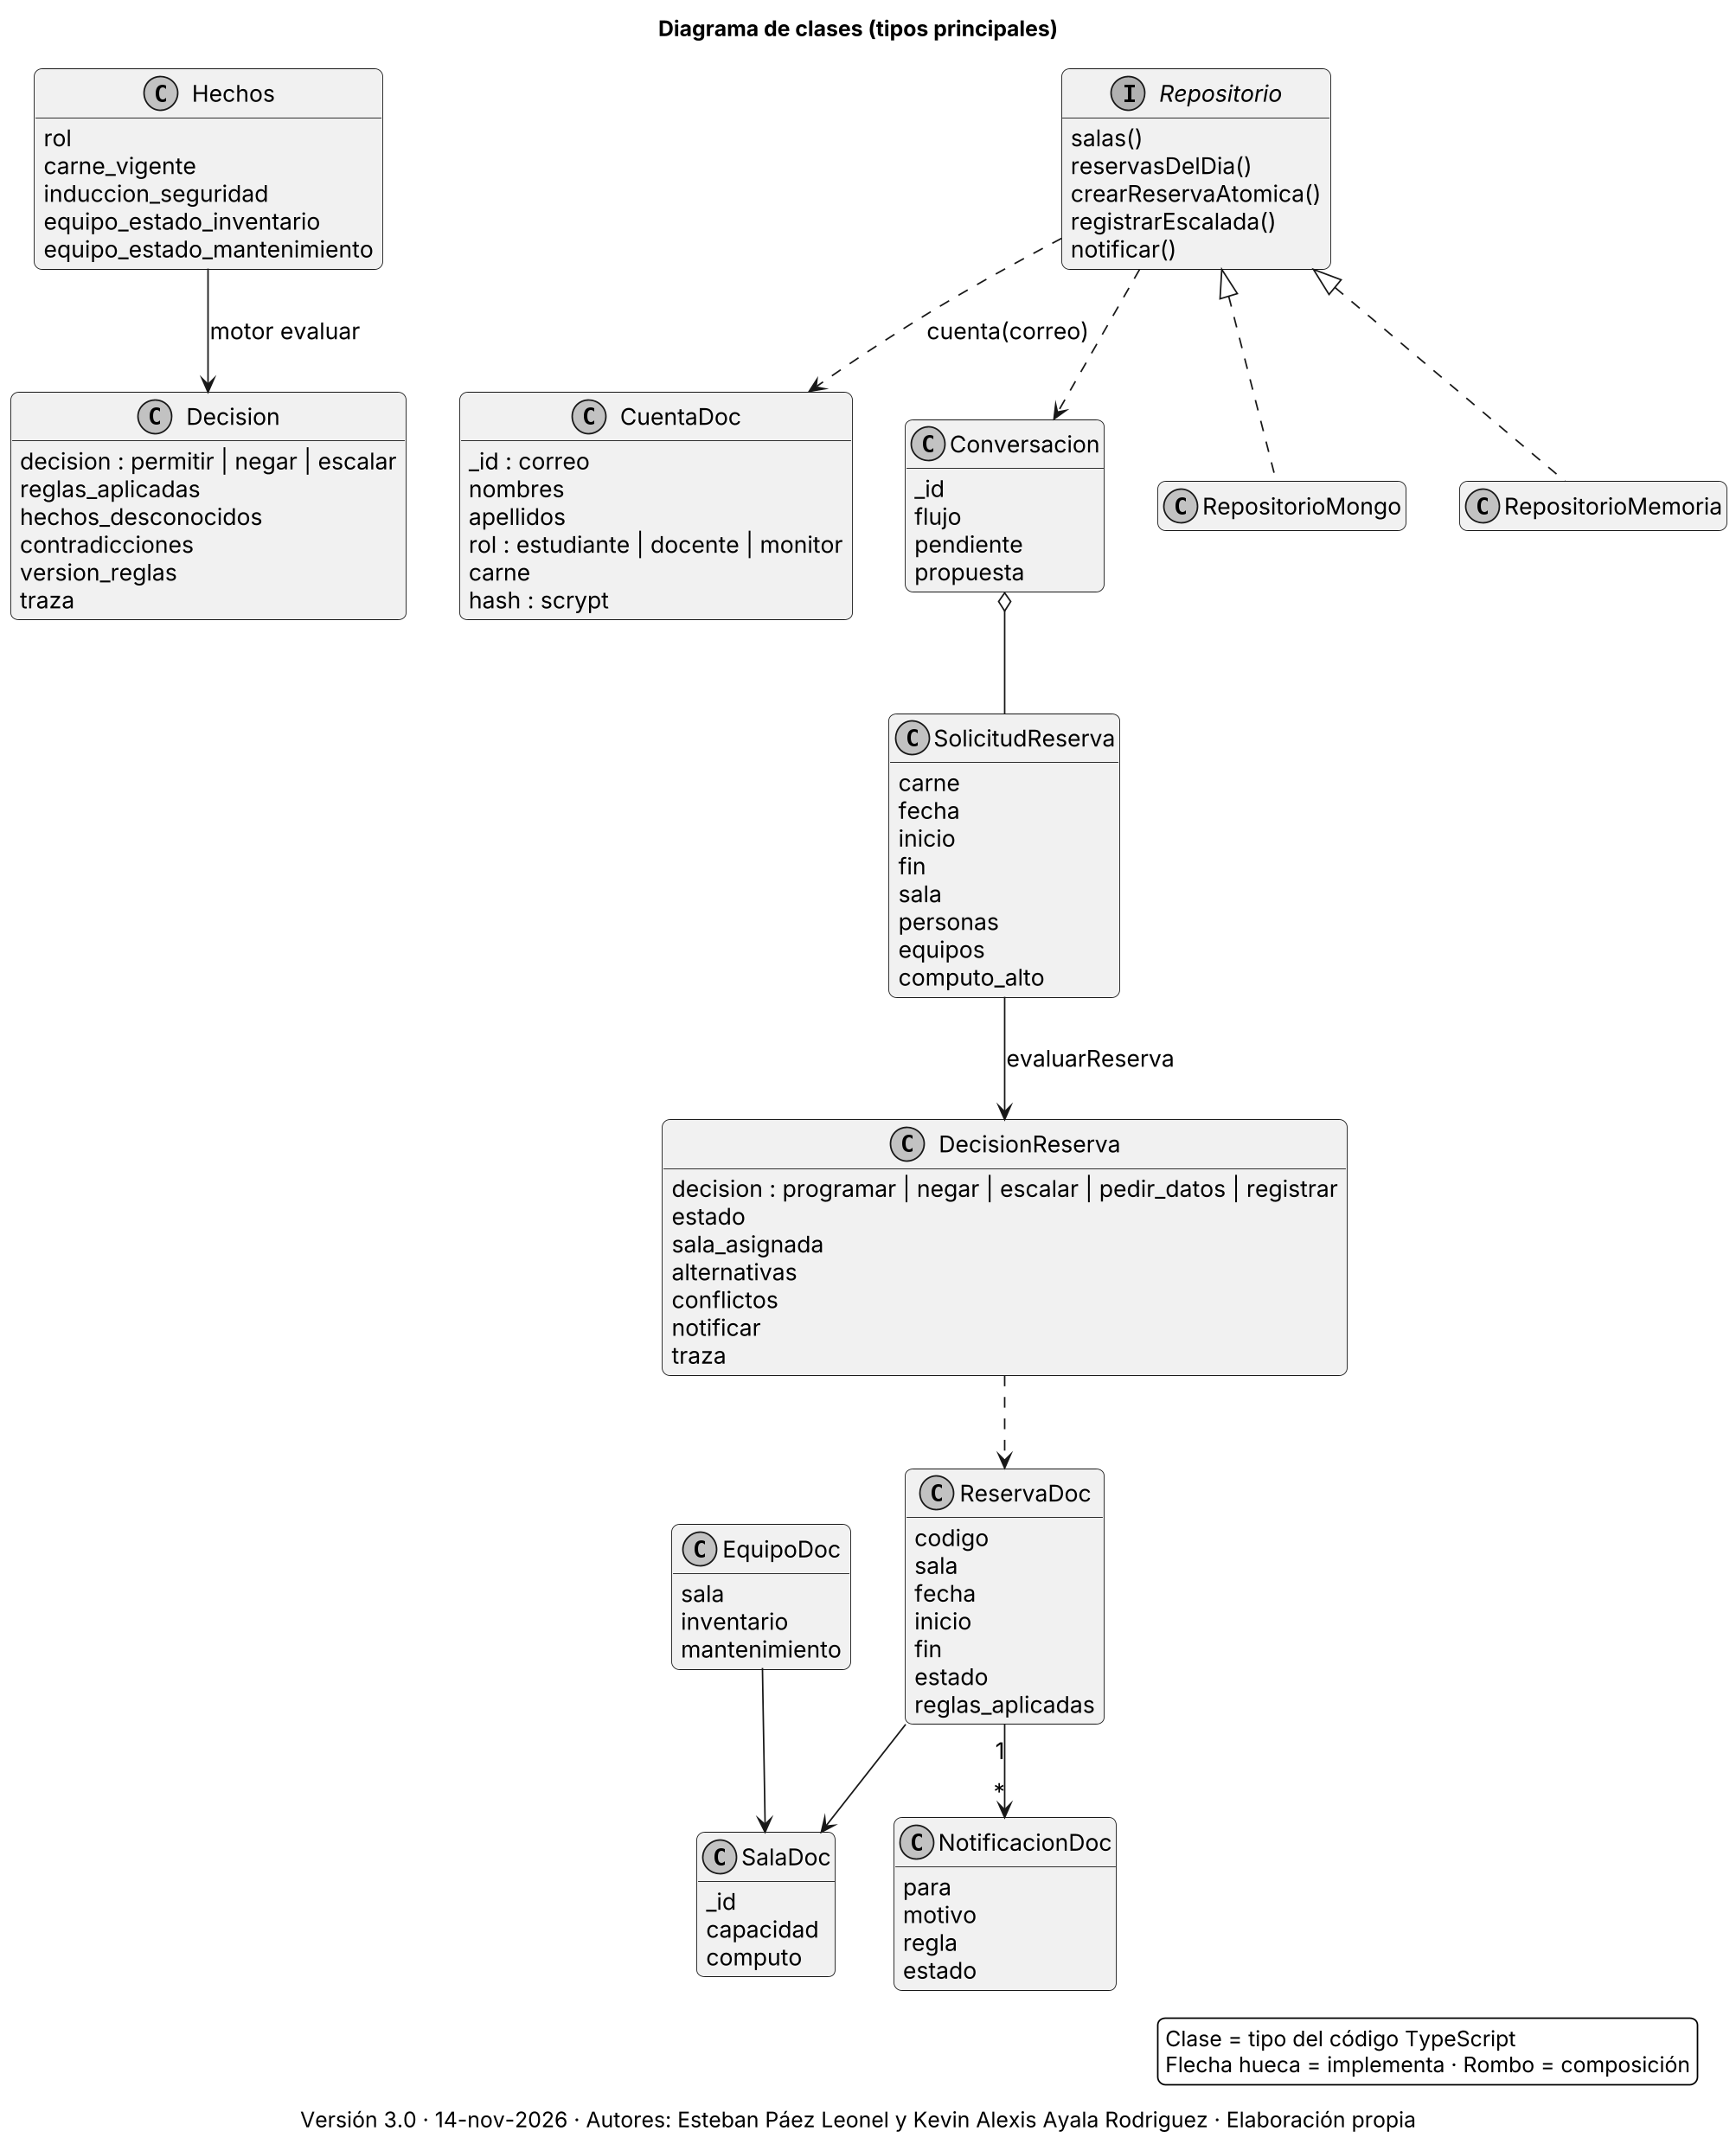 Diagrama de clases (tipos principales)
C Hechos
rol
carne_vigente
induccion_seguridad
equipo_estado_inventario
equipo_estado_mantenimiento
I Repositorio
salas()
reservasDelDia()
crearReservaAtomica()
registrarEscalada()
notificar()
motor evaluar
cuenta(correo)
C Decision
decision : permitir | negar | escalar
reglas_aplicadas
hechos_desconocidos
contradicciones
version_reglas
traza
C CuentaDoc
_id : correo
nombres
apellidos
rol : estudiante | docente | monitor
carne
hash : scrypt
C Conversacion
_id
flujo
pendiente
propuesta
C RepositorioMongo
C RepositorioMemoria
C SolicitudReserva
carne
fecha
inicio
fin
sala
personas
equipos
computo_alto
evaluarReserva
C DecisionReserva
decision : programar | negar | escalar | pedir_datos | registrar
estado
sala_asignada
alternativas
conflictos
notificar
traza
C EquipoDoc
sala
inventario
mantenimiento
C ReservaDoc
codigo
sala
fecha
inicio
fin
estado
reglas_aplicadas
1
*
C SalaDoc
_id
capacidad
computo
C NotificacionDoc
para
motivo
regla
estado
Clase = tipo del código TypeScript
Flecha hueca = implementa · Rombo = composición
Versión 3.0 · 14-nov-2026 · Autores: Esteban Páez Leonel y Kevin Alexis Ayala Rodriguez · Elaboración propia